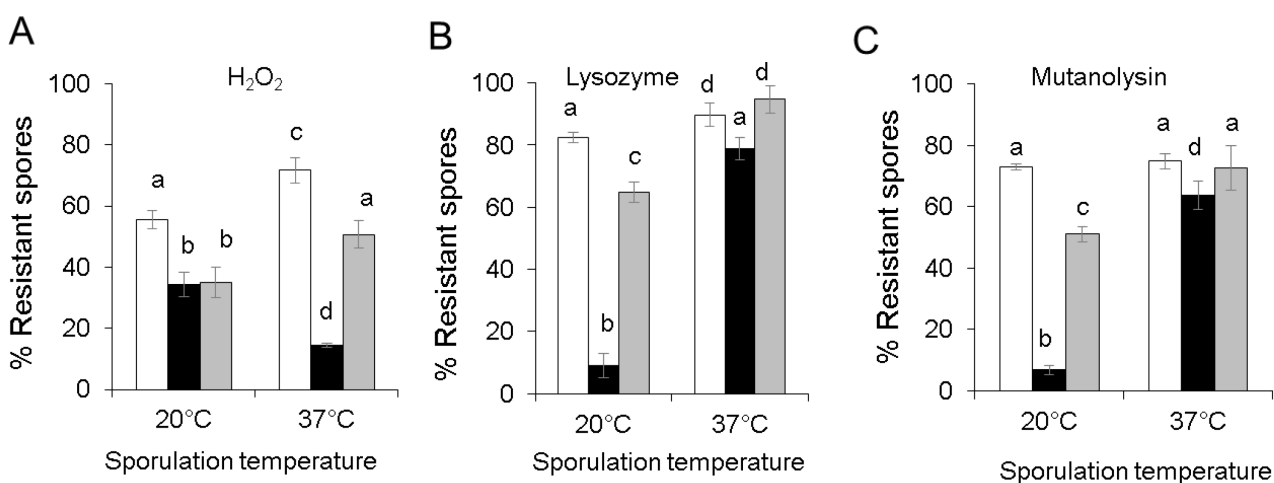 A
H₂O₂
% Resistant spores
100
80
60
40
20
0
a
b
b
c
d
a
20°C
37°C
Sporulation temperature
B
Lysozyme
% Resistant spores
100
80
60
40
20
0
a
b
c
d
a
d
20°C
37°C
Sporulation temperature
C
Mutanolysin
% Resistant spores
100
80
60
40
20
0
a
b
c
a
d
a
20°C
37°C
Sporulation temperature